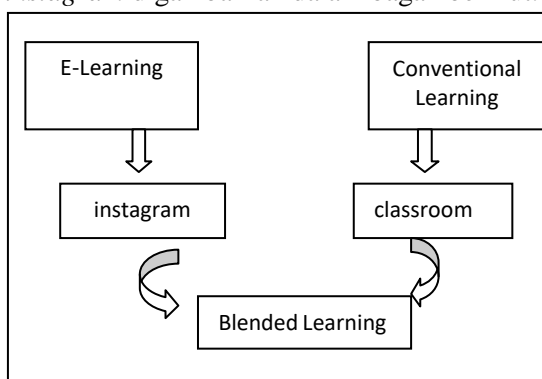 E-Learning
Conventional
Learning
instagram
classroom
Blended Learning